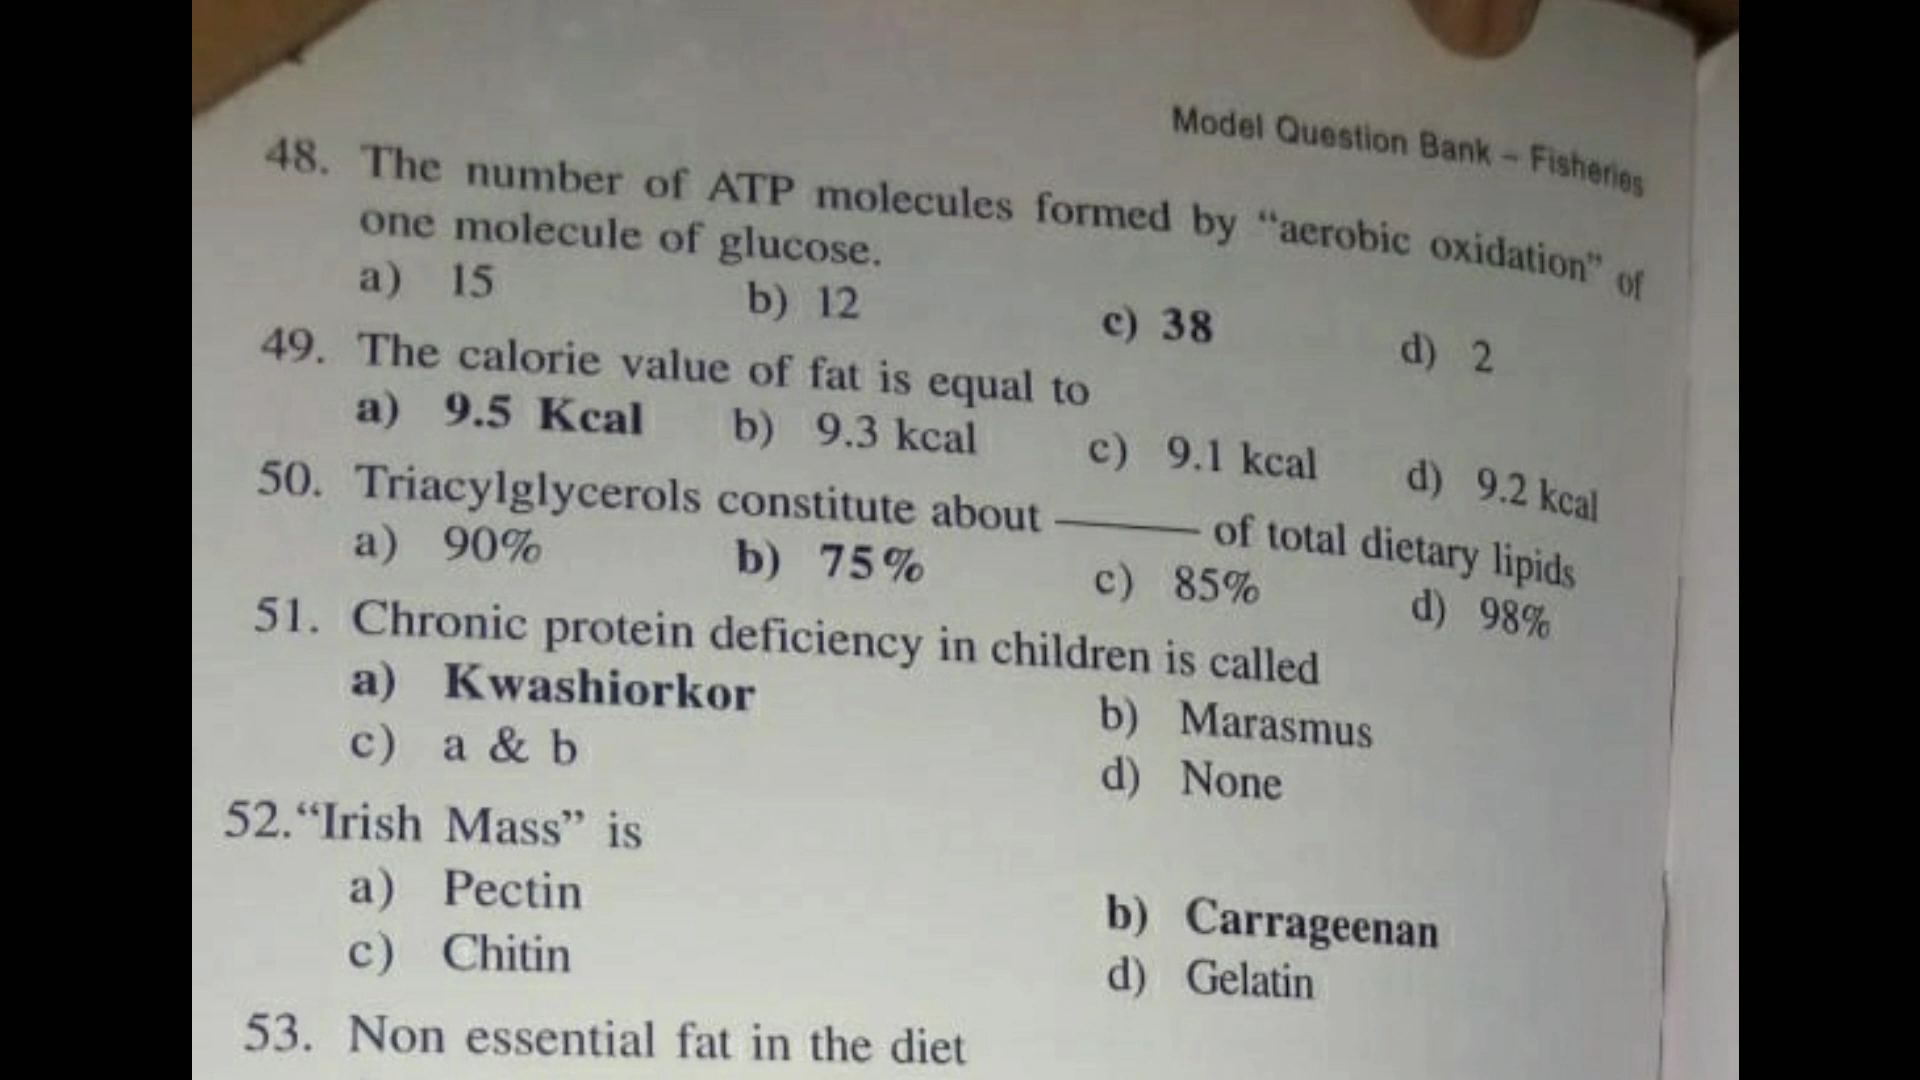 Model Question Bank – Fisheries
48. The number of ATP molecules formed by “aerobic oxidation” of
one molecule of glucose.
a) 15 b) 12 c) 38 d) 2
49. The calorie value of fat is equal to
a) 9.5 Kcal b) 9.3 kcal c) 9.1 kcal d) 9.2 kcal
50. Triacylglycerols constitute about ______ of total dietary lipids
a) 90% b) 75% c) 85% d) 98%
51. Chronic protein deficiency in children is called
a) Kwashiorkor b) Marasmus
c) a & b d) None
52. “Irish Mass” is
a) Pectin b) Carrageenan
c) Chitin d) Gelatin
53. Non essential fat in the diet